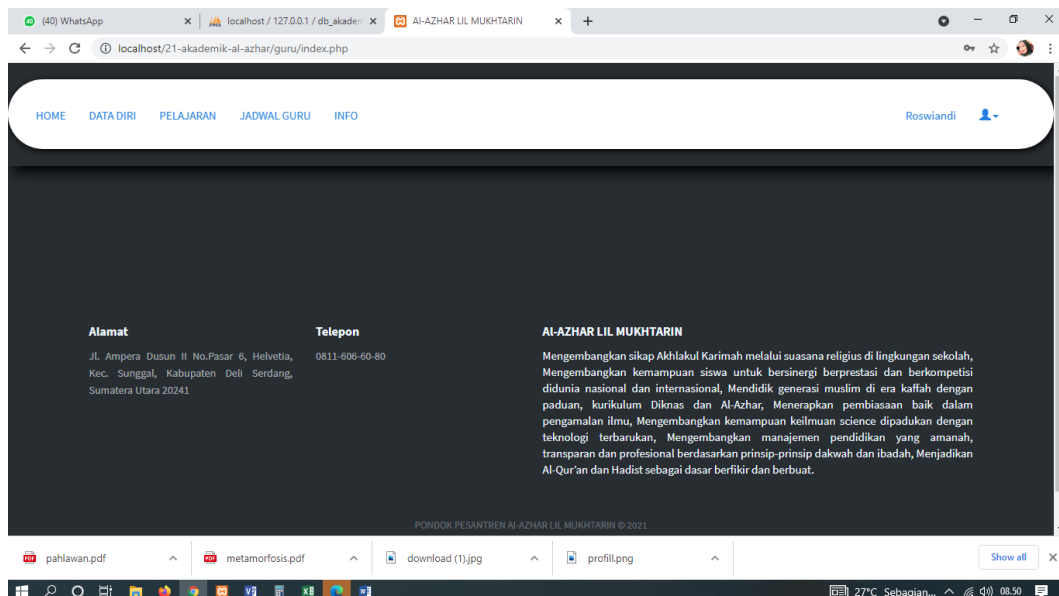 (40) WhatsApp
localhost / 127.0.0.1 / db_akadem
Al-AZHAR LIL MUKHTARIN
localhost/21-akademik-al-azhar/guru/index.php
HOME DATA DIRI PELAJARAN JADWAL GURU INFO Roswiandi
Alamat
Jl. Ampera Dusun II No.Pasar 6, Helvetia,
Kec. Sunggal, Kabupaten Deli Serdang,
Sumatera Utara 20241
Telepon
0811-606-60-80
Al-AZHAR LIL MUKHTARIN
Mengembangkan sikap Akhlakul Karimah melalui suasana religius di lingkungan sekolah,
Mengembangkan kemampuan siswa untuk bersinergi berprestasi dan berkompetisi
didunia nasional dan internasional, Mendidik generasi muslim di era kaffah dengan
paduan, kurikulum Diknas dan Al-Azhar, Menerapkan pembiasaan baik dalam
pengamalan ilmu, Mengembangkan kemampuan keilmuan science dipadukan dengan
teknologi terbarukan, Mengembangkan manajemen pendidikan yang amanah,
transparan dan profesional berdasarkan prinsip-prinsip dakwah dan ibadah, Menjadikan
Al-Qur'an dan Hadist sebagai dasar berfikir dan berbuat.
PONDOK PESANTREN Al-AZHAR LIL MUKHTARIN © 2021
pahlawan.pdf
metamorfosis.pdf
download (1).jpg
profill.png
Show all
27°C Sebagian... 08.50